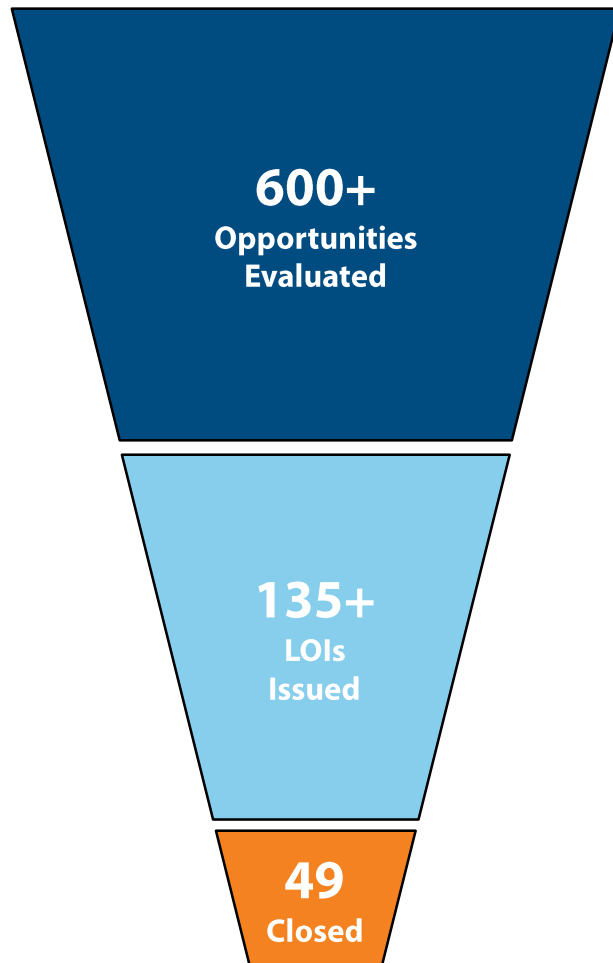 600+
Opportunities
Evaluated
135+
LOIs
Issued
49
Closed